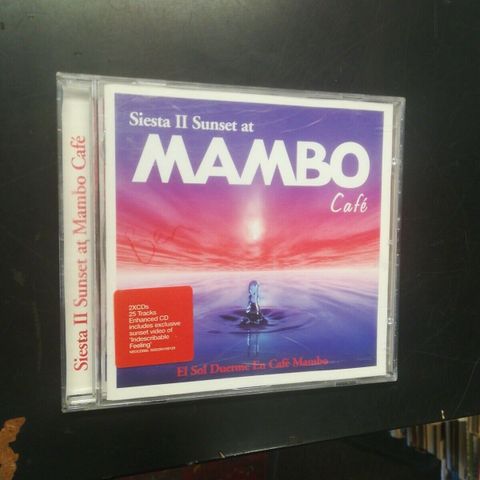 Siesta II Sunset at Mambo Café
Siesta II Sunset at
MAMBO
Café
2XCDs
25 Tracks
Enhanced CD
includes exclusive
sunset video of
'Indescribable
Feeling'
El Sol Duerme En Café Mambo